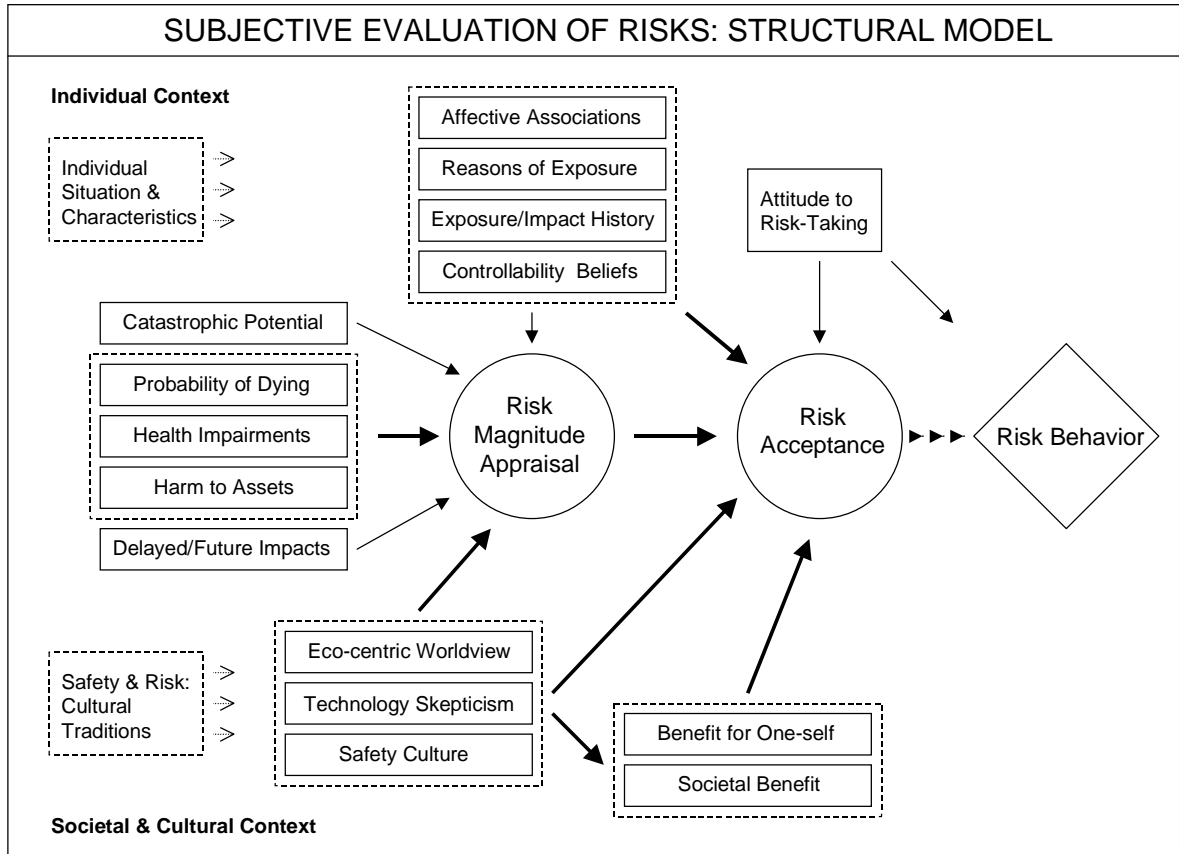 SUBJECTIVE EVALUATION OF RISKS: STRUCTURAL MODEL
Individual Context
Individual
Situation &
Characteristics
Affective Associations
Reasons of Exposure
Exposure/Impact History
Controllability Beliefs
Attitude to
Risk-Taking
Catastrophic Potential
Probability of Dying
Health Impairments
Harm to Assets
Delayed/Future Impacts
Risk
Magnitude
Appraisal
Risk
Acceptance
Risk Behavior
Safety & Risk:
Cultural
Traditions
Eco-centric Worldview
Technology Skepticism
Safety Culture
Benefit for One-self
Societal Benefit
Societal & Cultural Context